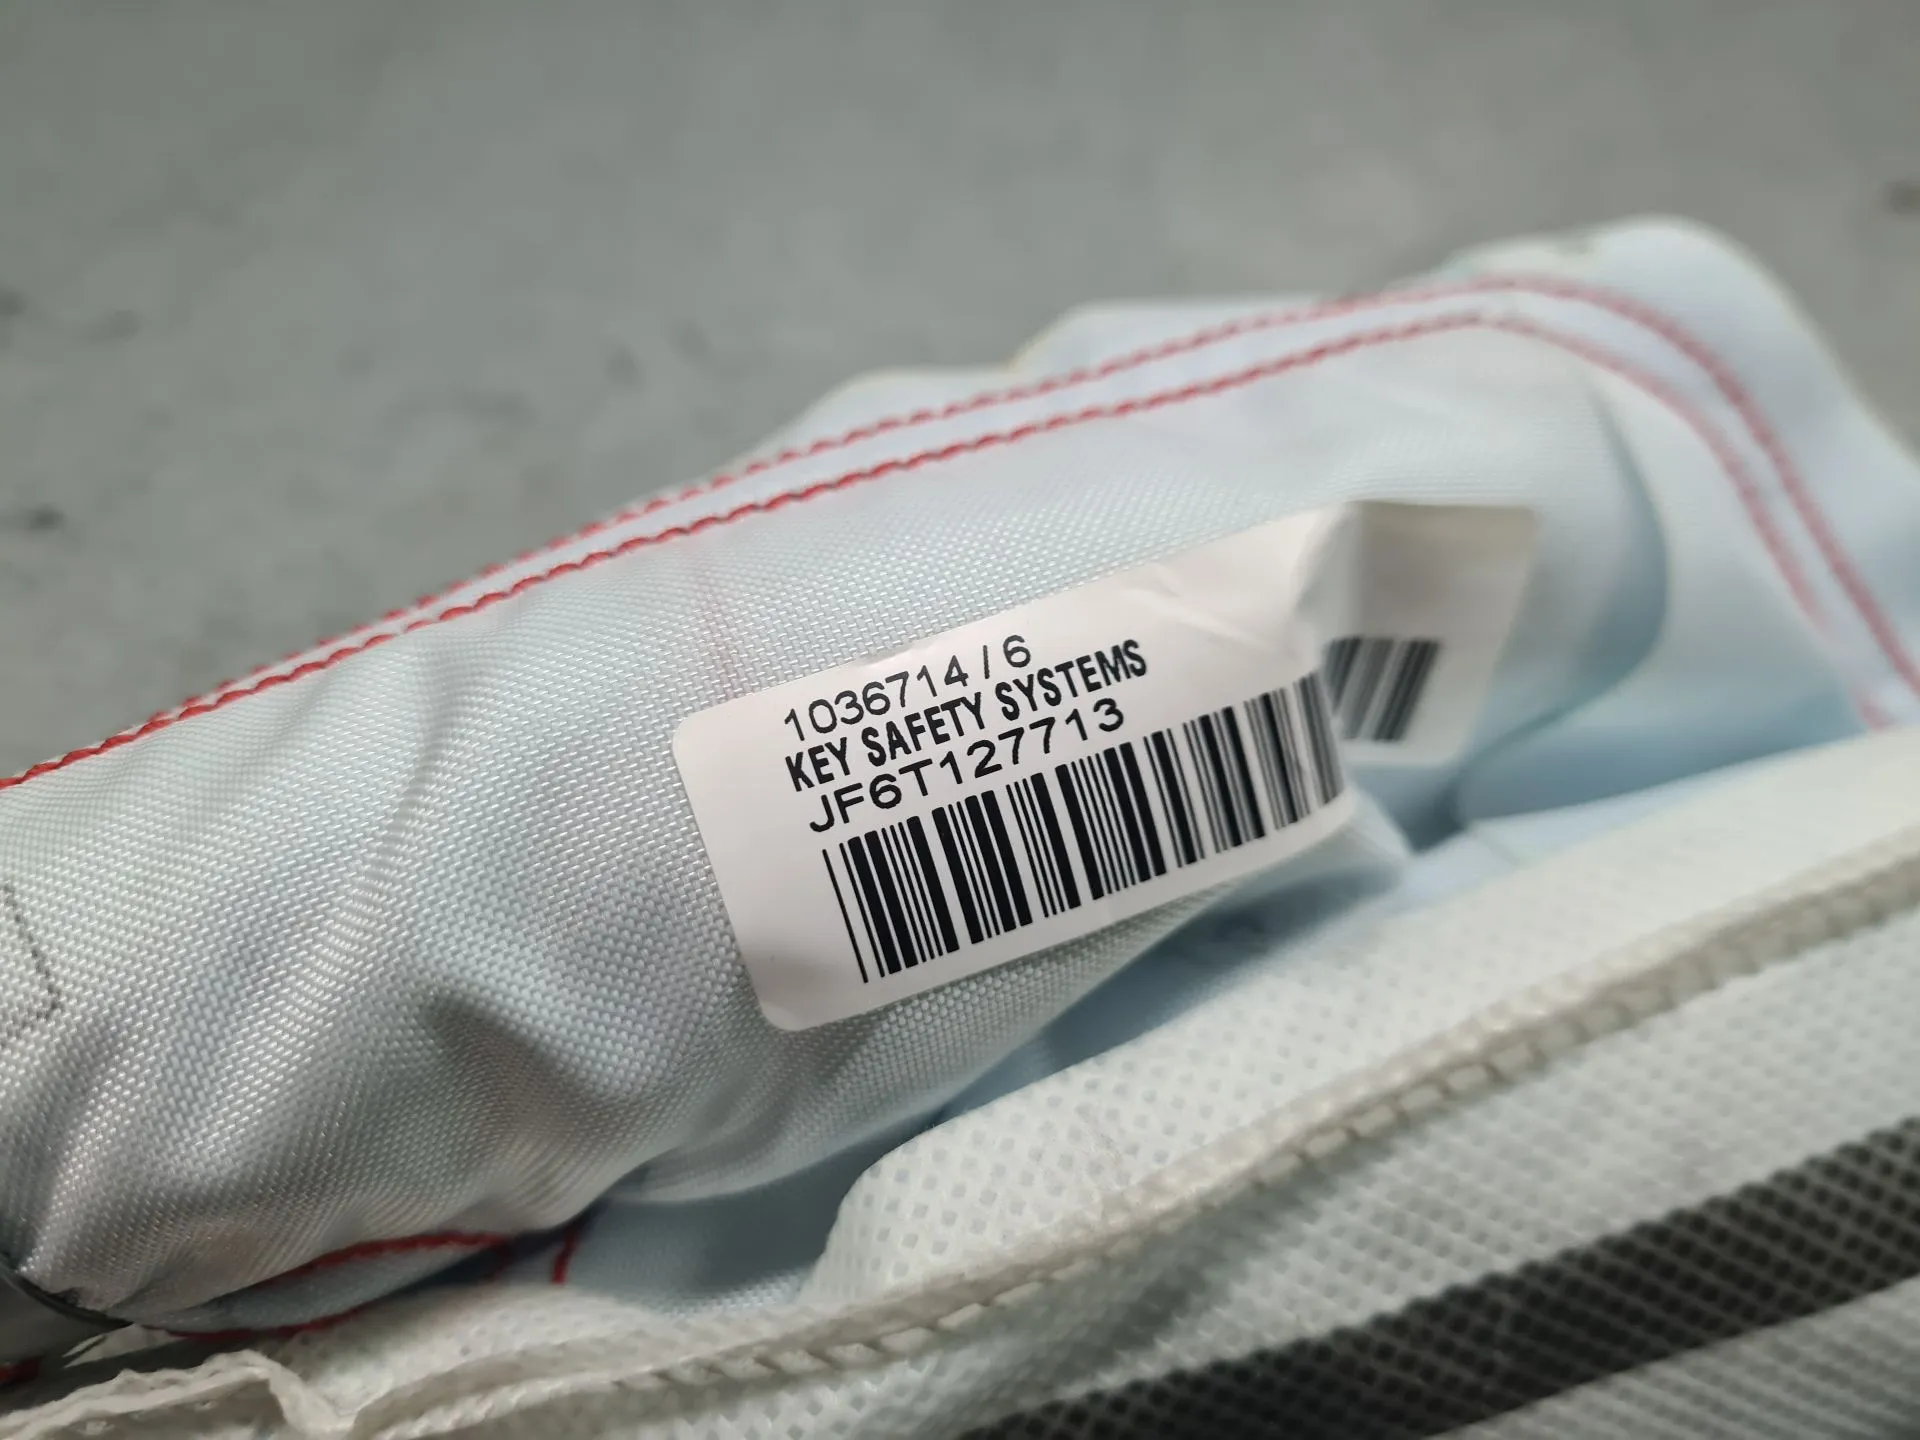 1036714 / 6
KEY SAFETY SYSTEMS
JF6T127713